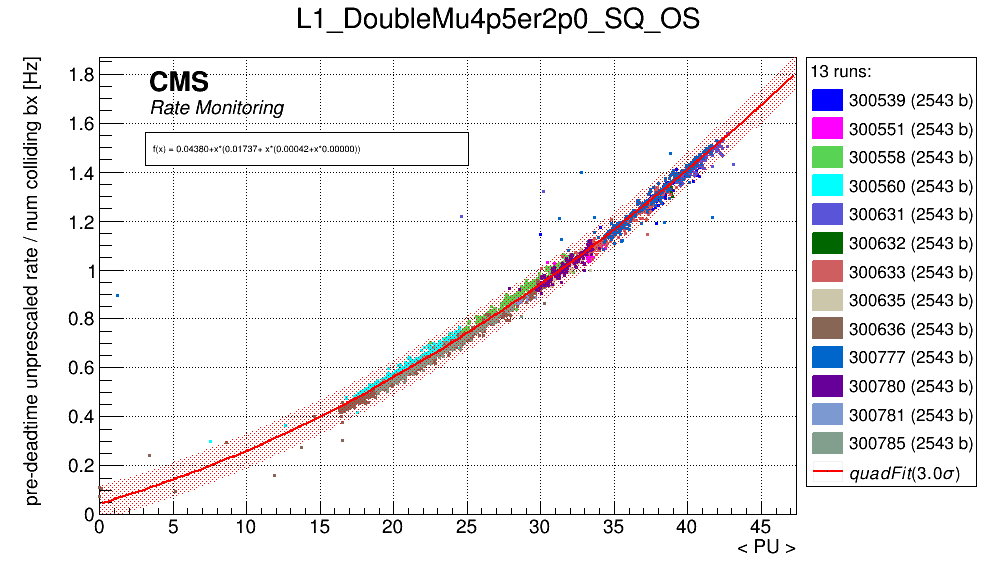 L1_DoubleMu4p5er2p0_SQ_OS
pre-deadtime unprescaled rate / num colliding bx [Hz]
CMS
Rate Monitoring
f(x) = 0.04380+x*(0.01737+ x*(0.00042+x*0.00000))
1.8
1.6
1.4
1.2
1
0.8
0.6
0.4
0.2
0
0 5 10 15 20 25 30 35 40 45
< PU >
13 runs:
300539 (2543 b)
300551 (2543 b)
300558 (2543 b)
300560 (2543 b)
300631 (2543 b)
300632 (2543 b)
300633 (2543 b)
300635 (2543 b)
300636 (2543 b)
300777 (2543 b)
300780 (2543 b)
300781 (2543 b)
300785 (2543 b)
quadFit(3.0σ)